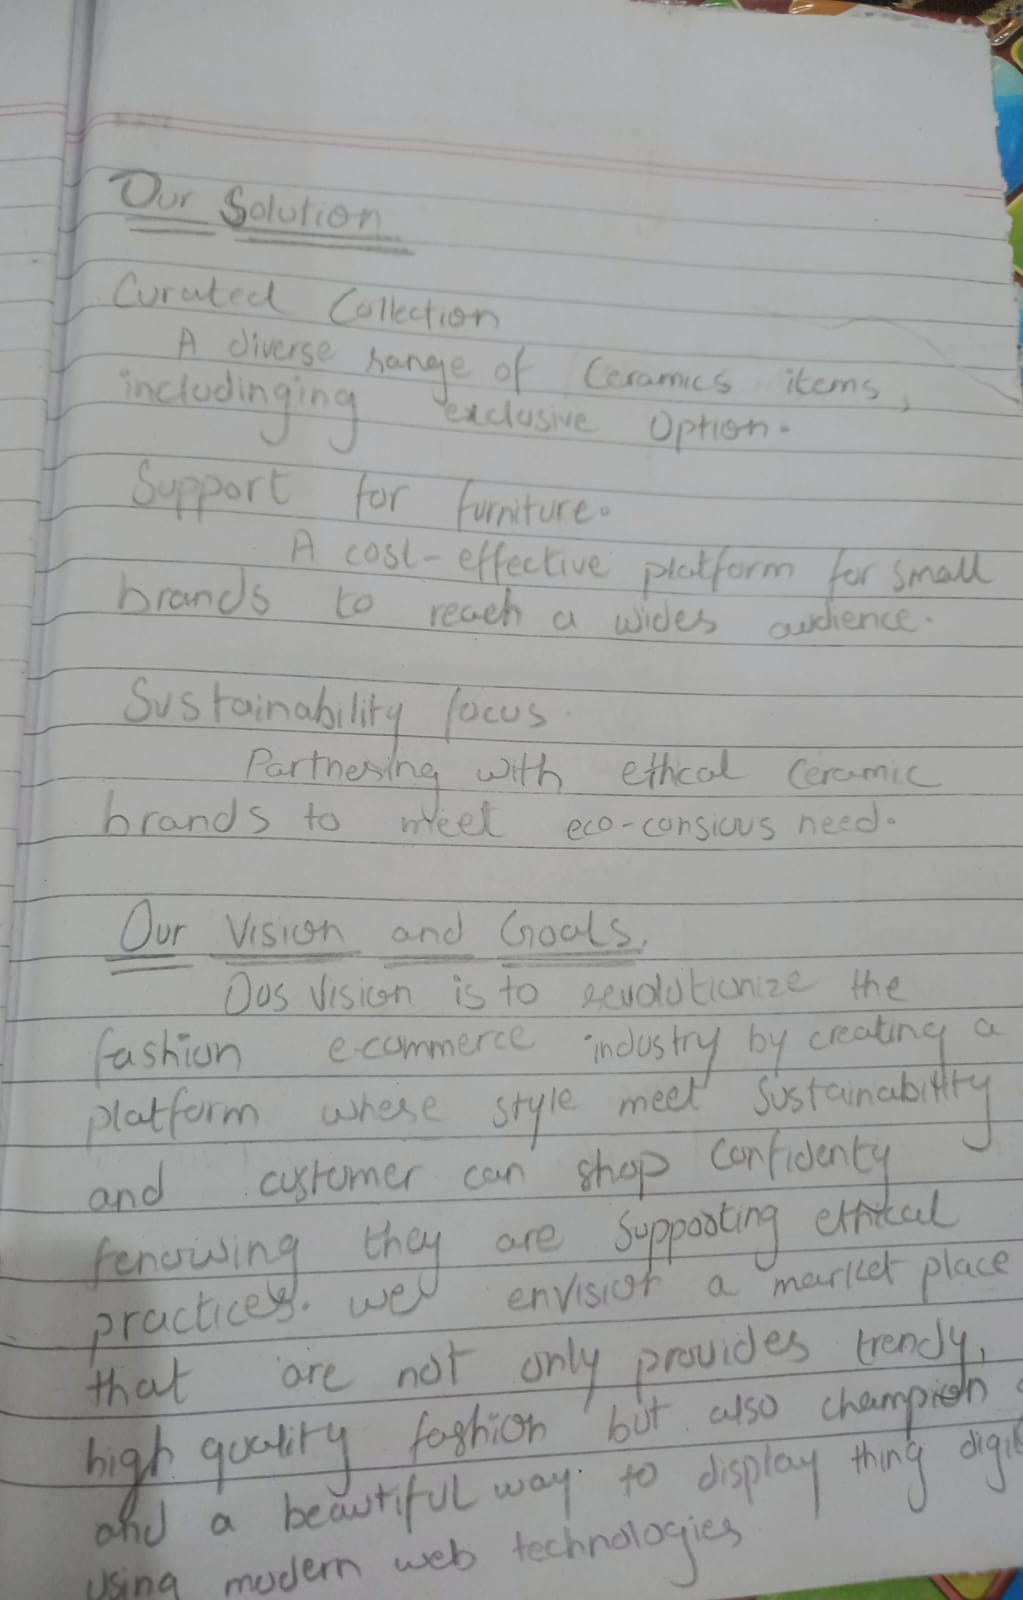 Our Solution
Curated Collection
A diverse range of Ceramics items,
includinging exclusive Option.
Support for furniture.
A cost-effective platform for small
brands to reach a wides audience.
Sustainability focus.
Partnering with ethical Ceramic
brands to meet eco-consious need.
Our Vision and Goals.
Ous Vision is to revolutionize the
fashion e-commerce industry by creating a
platform whese style meet Sustainability
and customer can shop confidenty
they are Supporting ethical
practices. we envision a market place
that are not only provides trendy,
high quality fashion but also champion
and a beautiful way to display thing
using modern web technologies